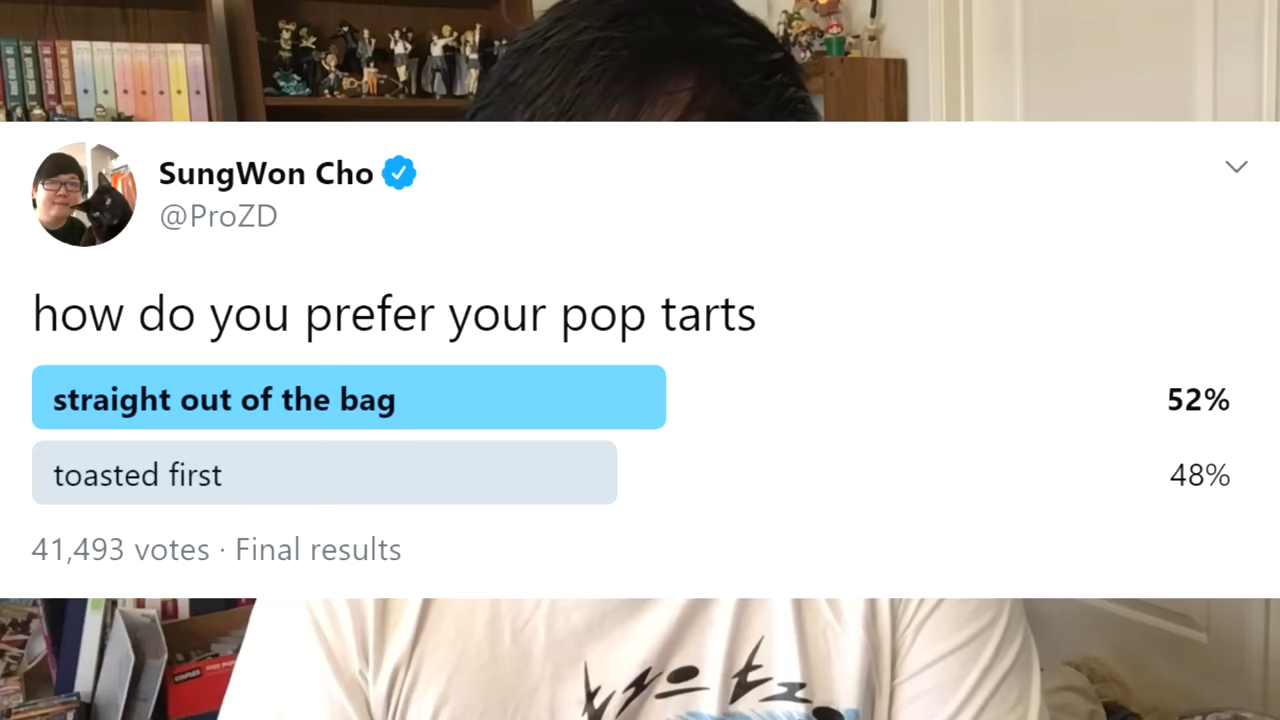 SungWon Cho
@ProZD
how do you prefer your pop tarts
straight out of the bag 52%
toasted first 48%
41,493 votes · Final results
STAPLES